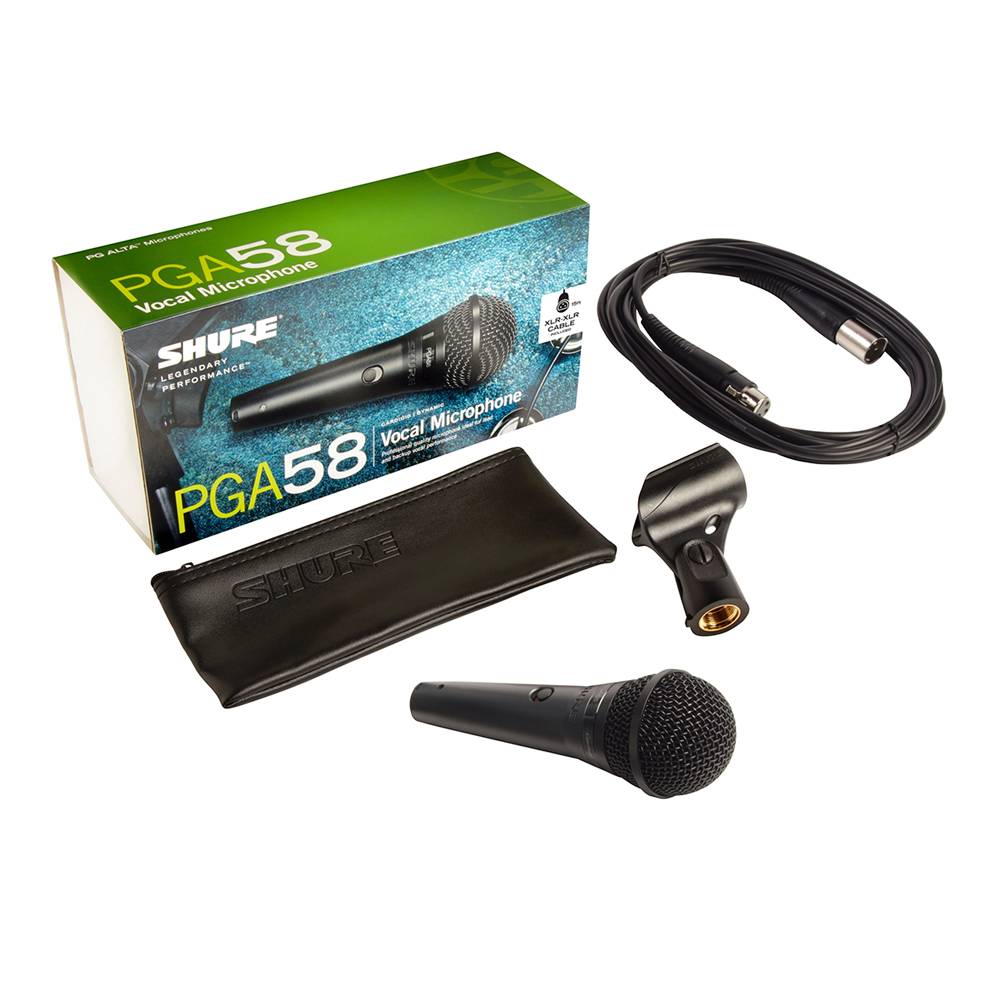 PG ALTA™ Microphones
PGA58
Vocal Microphone
SHURE®
LEGENDARY
PERFORMANCE™
15ft
XLR-XLR
CABLE
INCLUDED
CARDIOID | DYNAMIC
PGA58
Vocal Microphone
Professional quality microphone ideal for lead
and backup vocal performance
SHURE
SHURE